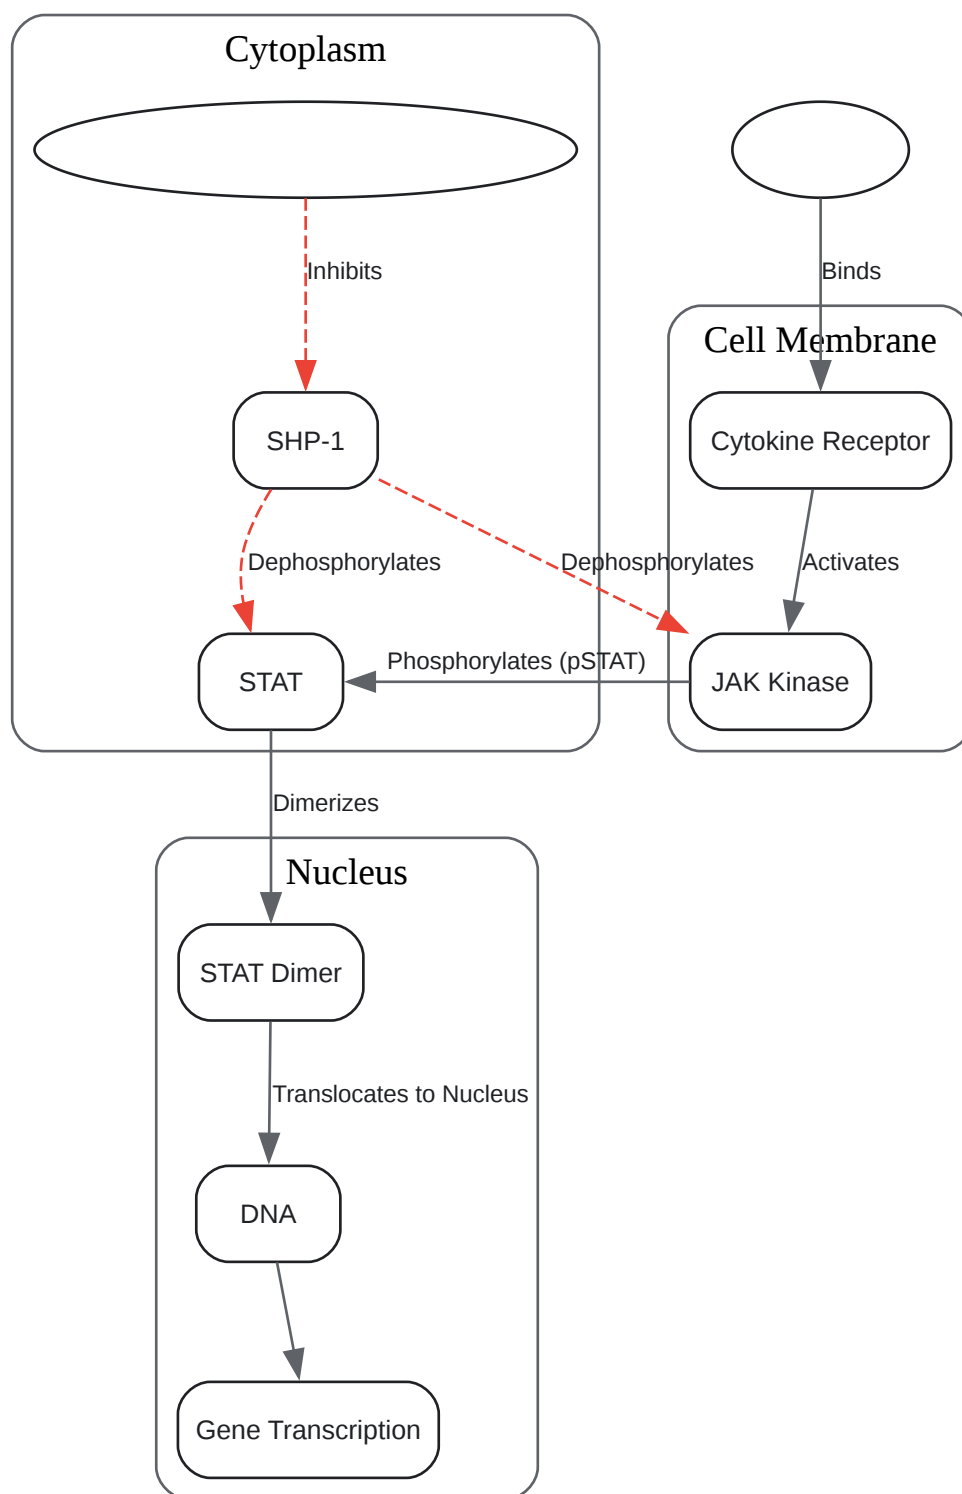 Cytoplasm
Inhibits
Binds
Cell Membrane
SHP-1
Cytokine Receptor
Dephosphorylates
Dephosphorylates
Activates
Phosphorylates (pSTAT)
STAT
JAK Kinase
Dimerizes
Nucleus
STAT Dimer
Translocates to Nucleus
DNA
Gene Transcription